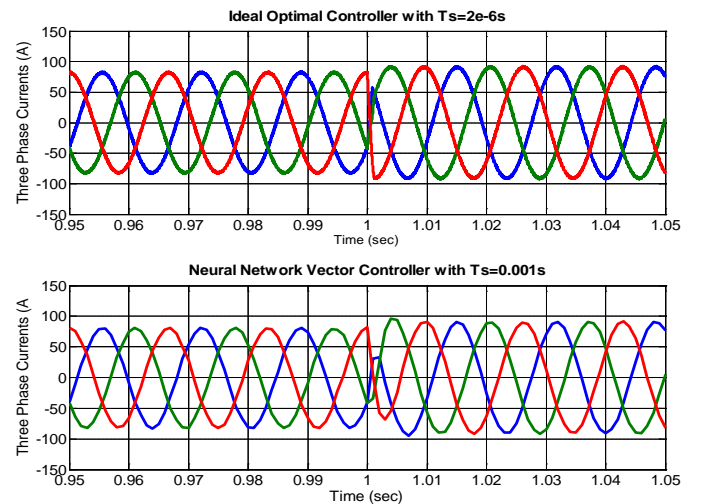 Ideal Optimal Controller with Ts=2e-6s
Three Phase Currents (A)
150
100
50
0
-50
-100
-150
0.95 0.96 0.97 0.98 0.99 1 1.01 1.02 1.03 1.04 1.05
Time (sec)
Neural Network Vector Controller with Ts=0.001s
Three Phase Currents (A
150
100
50
0
-50
-100
-150
0.95 0.96 0.97 0.98 0.99 1 1.01 1.02 1.03 1.04 1.05
Time (sec)